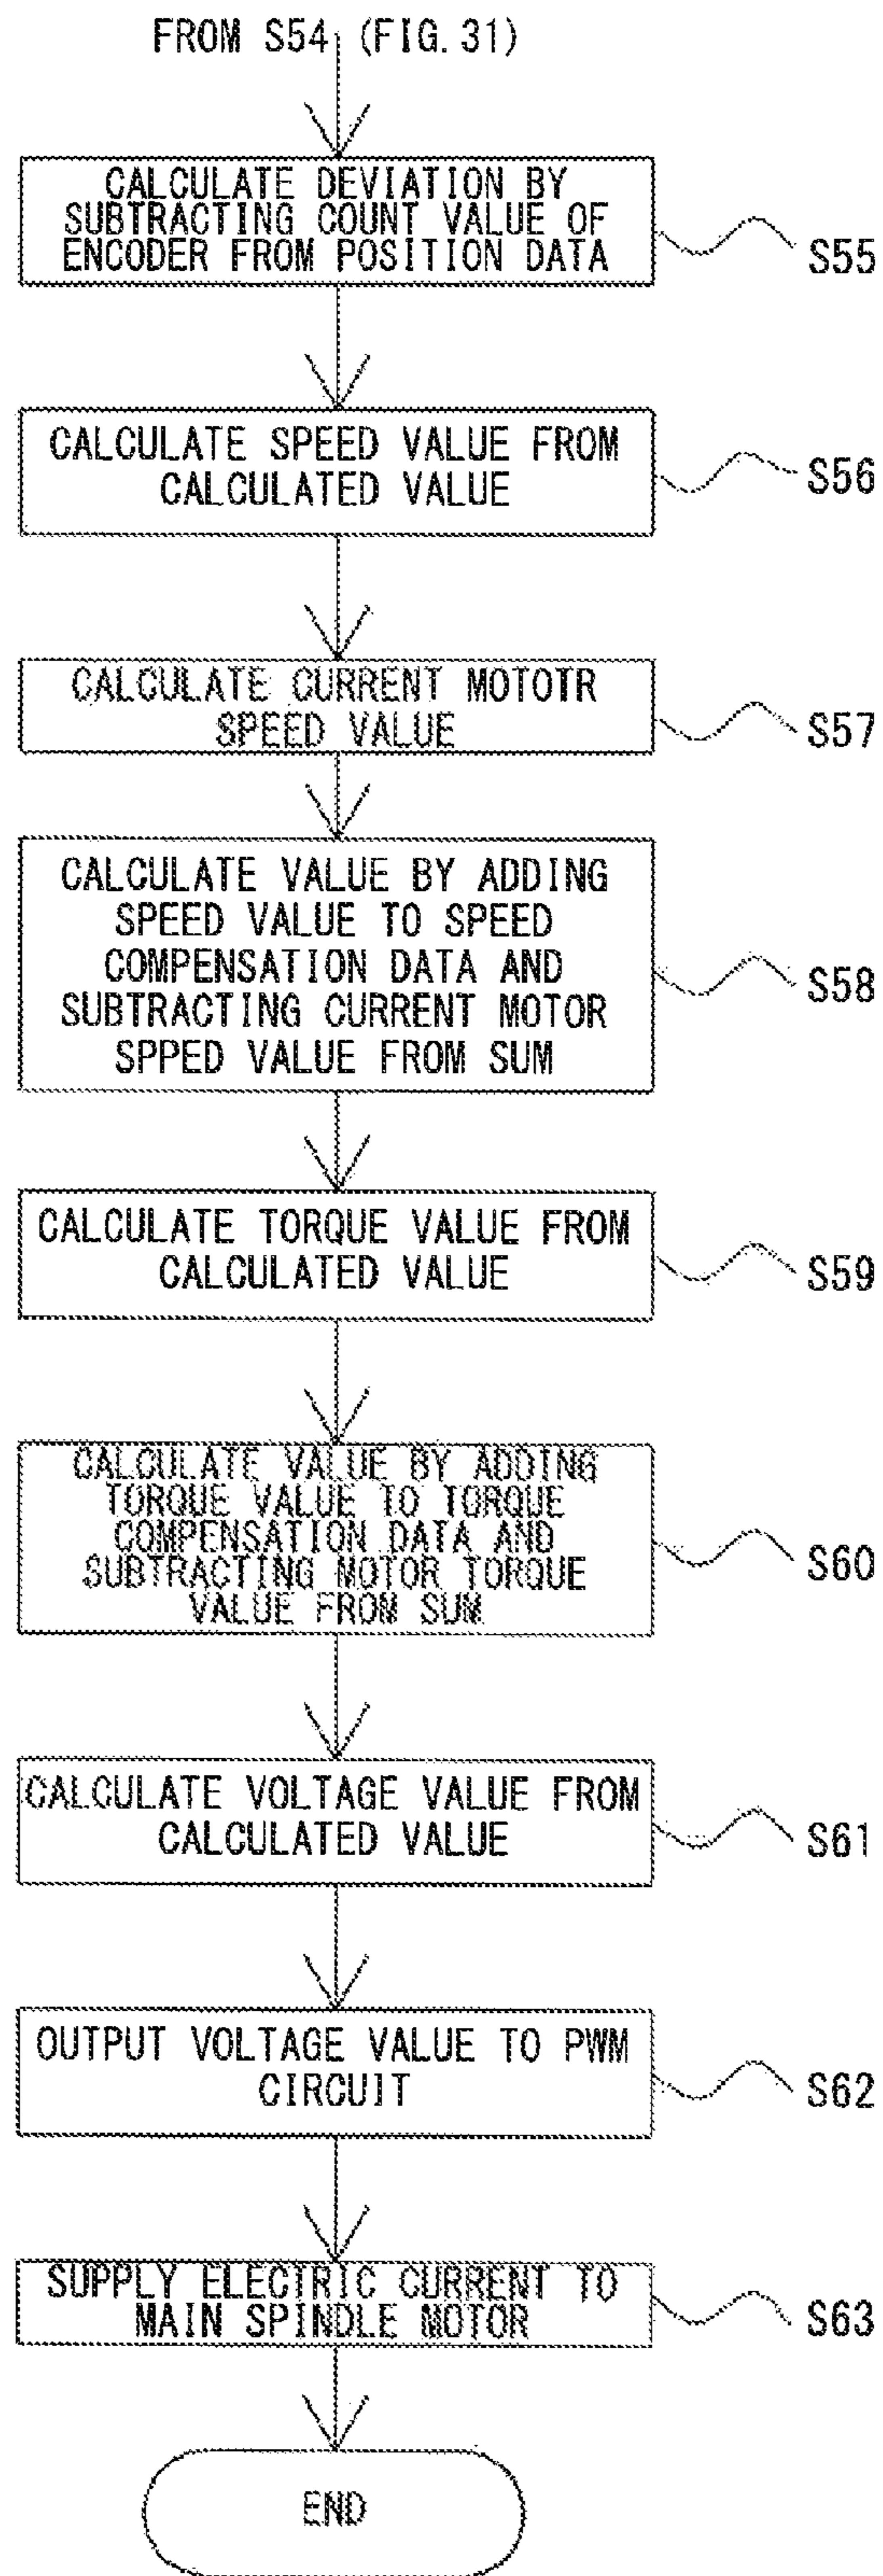 FROM S54 (FIG.31)
CALCULATE DEVIATION BY
SUBTRACTING COUNT VALUE OF
ENCODER FROM POSITION DATA
S55
CALCULATE SPEED VALUE FROM
CALCULATED VALUE
S56
CALCULATE CURRENT MOTOTR
SPEED VALUE
S57
CALCULATE VALUE BY ADDING
SPEED VALUE TO SPEED
COMPENSATION DATA AND
SUBTRACTING CURRENT MOTOR
SPPED VALUE FROM SUM
S58
CALCULATE TORQUE VALUE FROM
CALCULATED VALUE
S59
CALCULATE VALUE BY ADDING
TORQUE VALUE TO TORQUE
COMPENSATION DATA AND
SUBTRACTING MOTOR TORQUE
VALUE FROM SUM
S60
CALCULATE VOLTAGE VALUE FROM
CALCULATED VALUE
S61
OUTPUT VOLTAGE VALUE TO PWM
CIRCUIT
S62
SUPPLY ELECTRIC CURRENT TO
MAIN SPINDLE MOTOR
S63
END